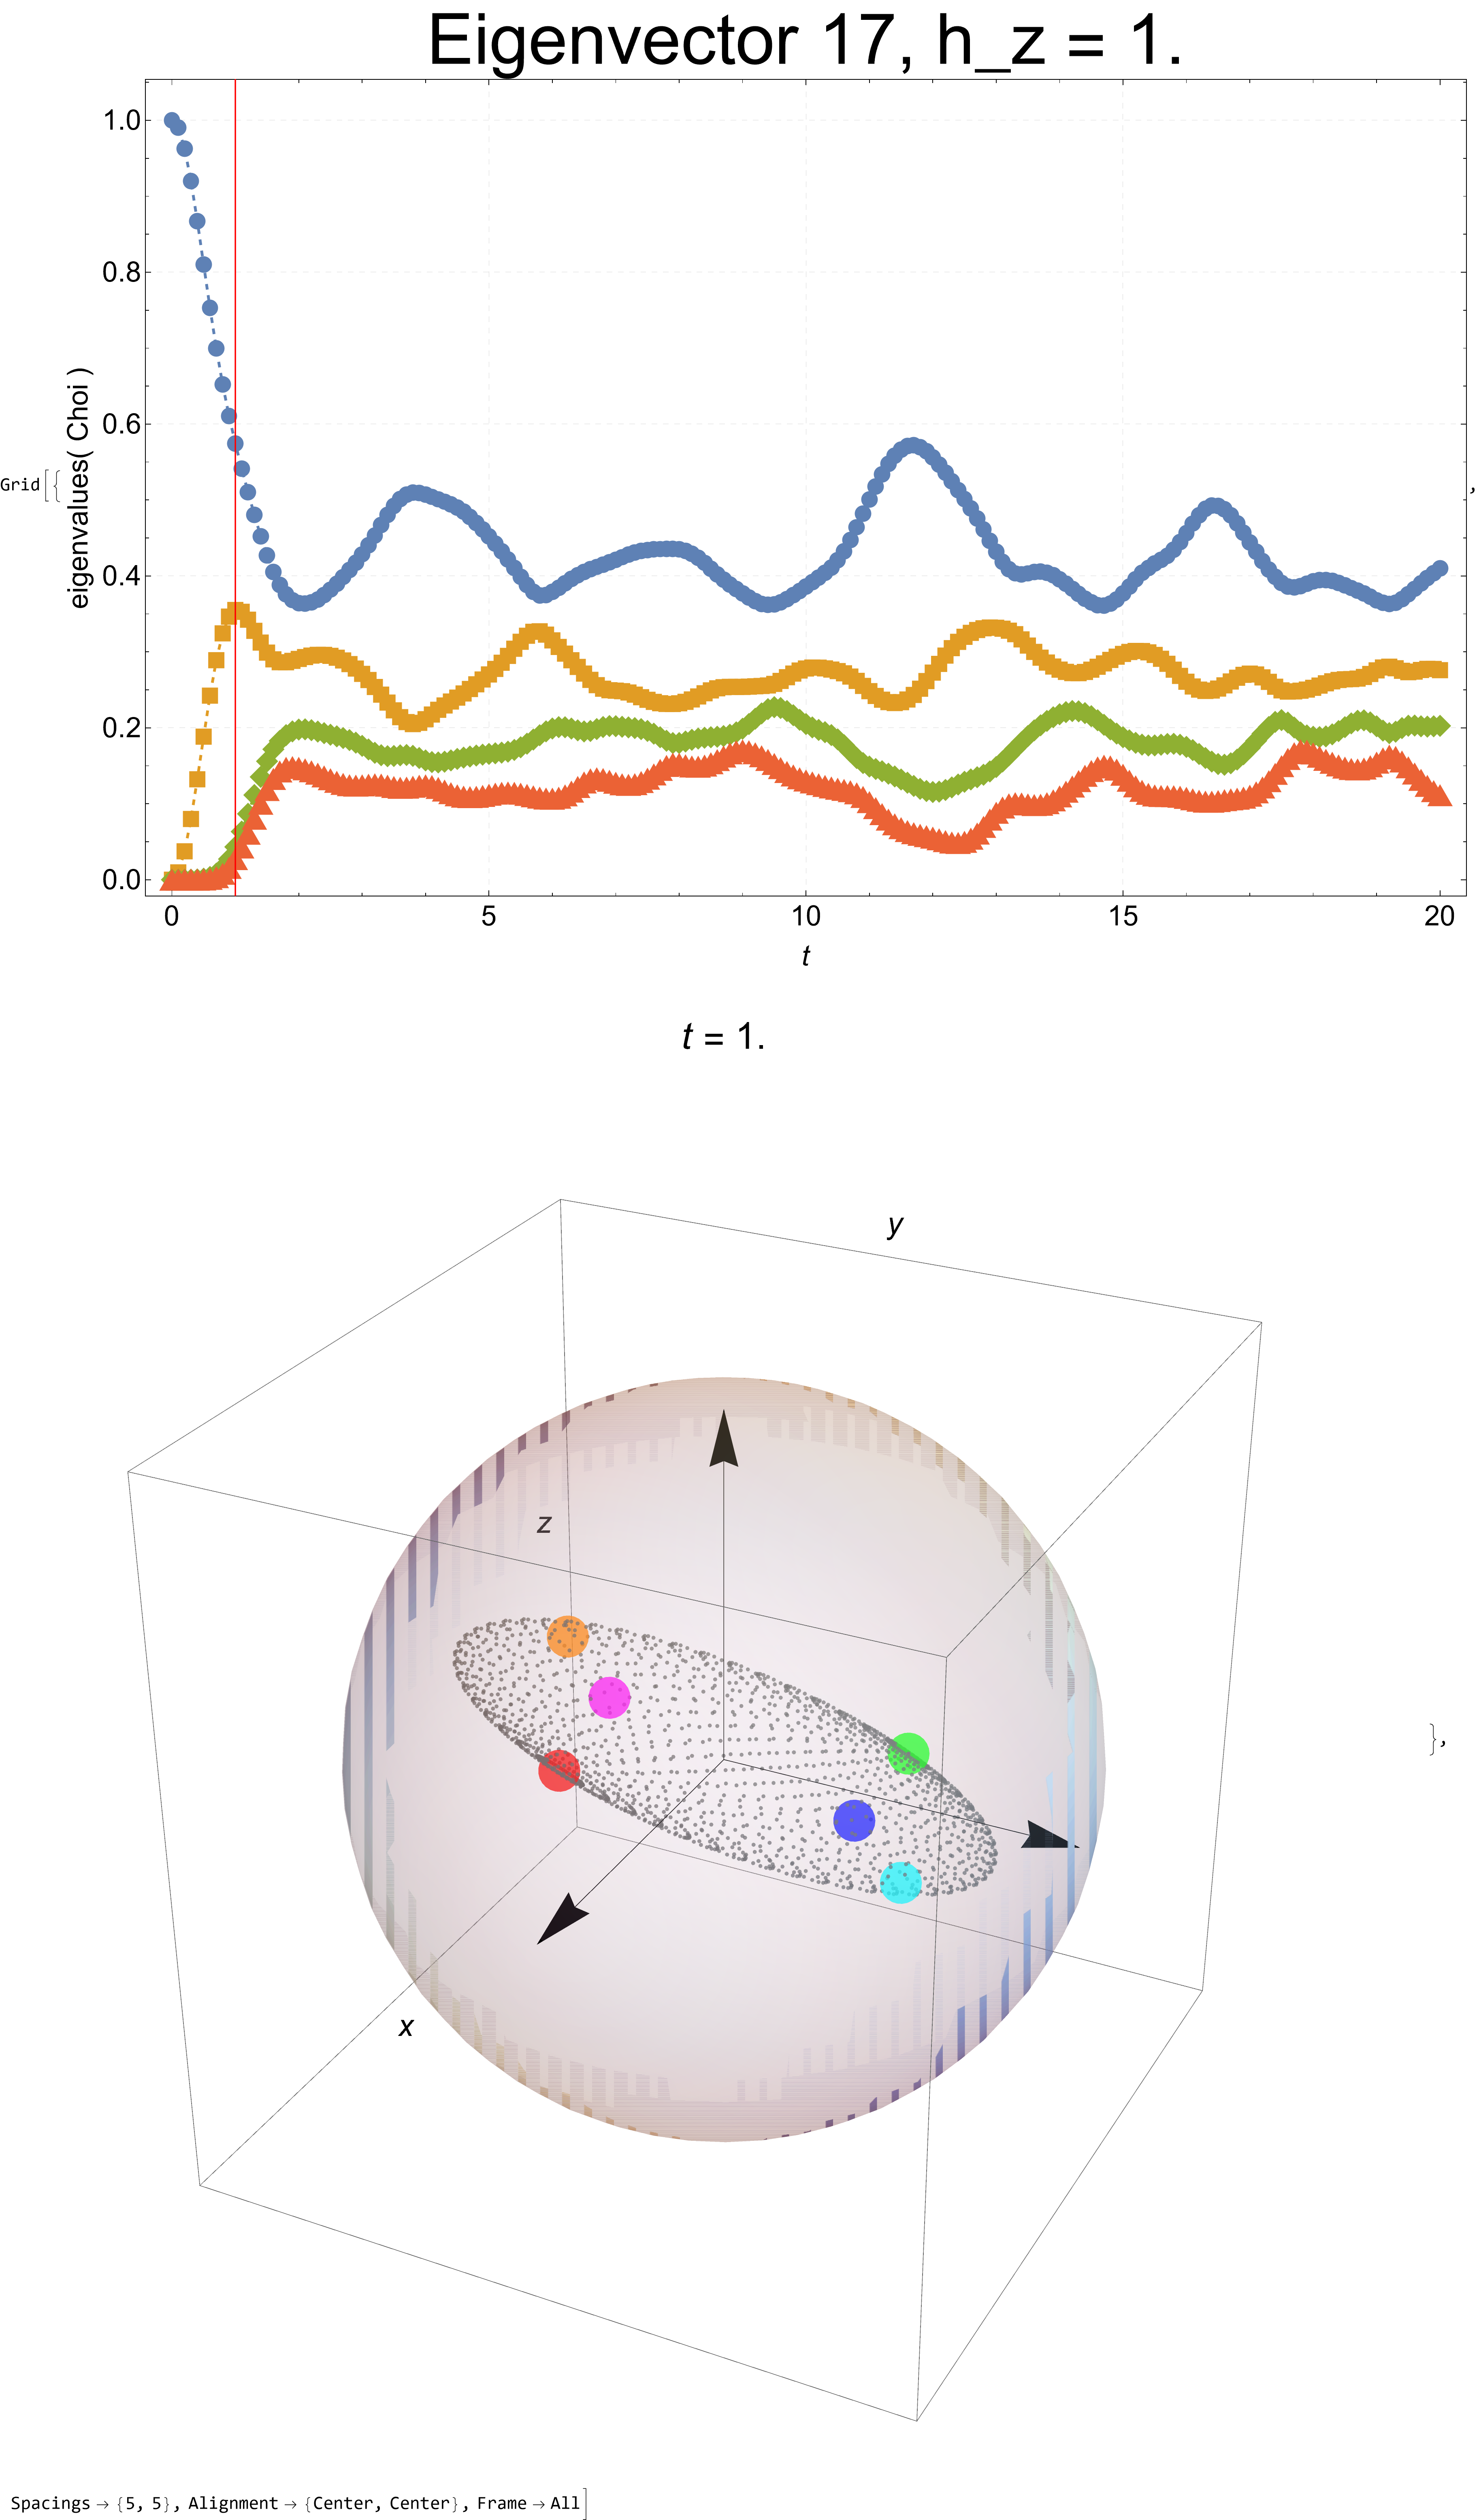 Eigenvector 17, h_z = 1.
1.0
0.8
0.6
0.4
0.2
0.0
eigenvalues( Choi )
Grid[{
,
0 5 10 15 20
t
t = 1.
y
z
x
},
Spacings → {5, 5}, Alignment → {Center, Center}, Frame → All]